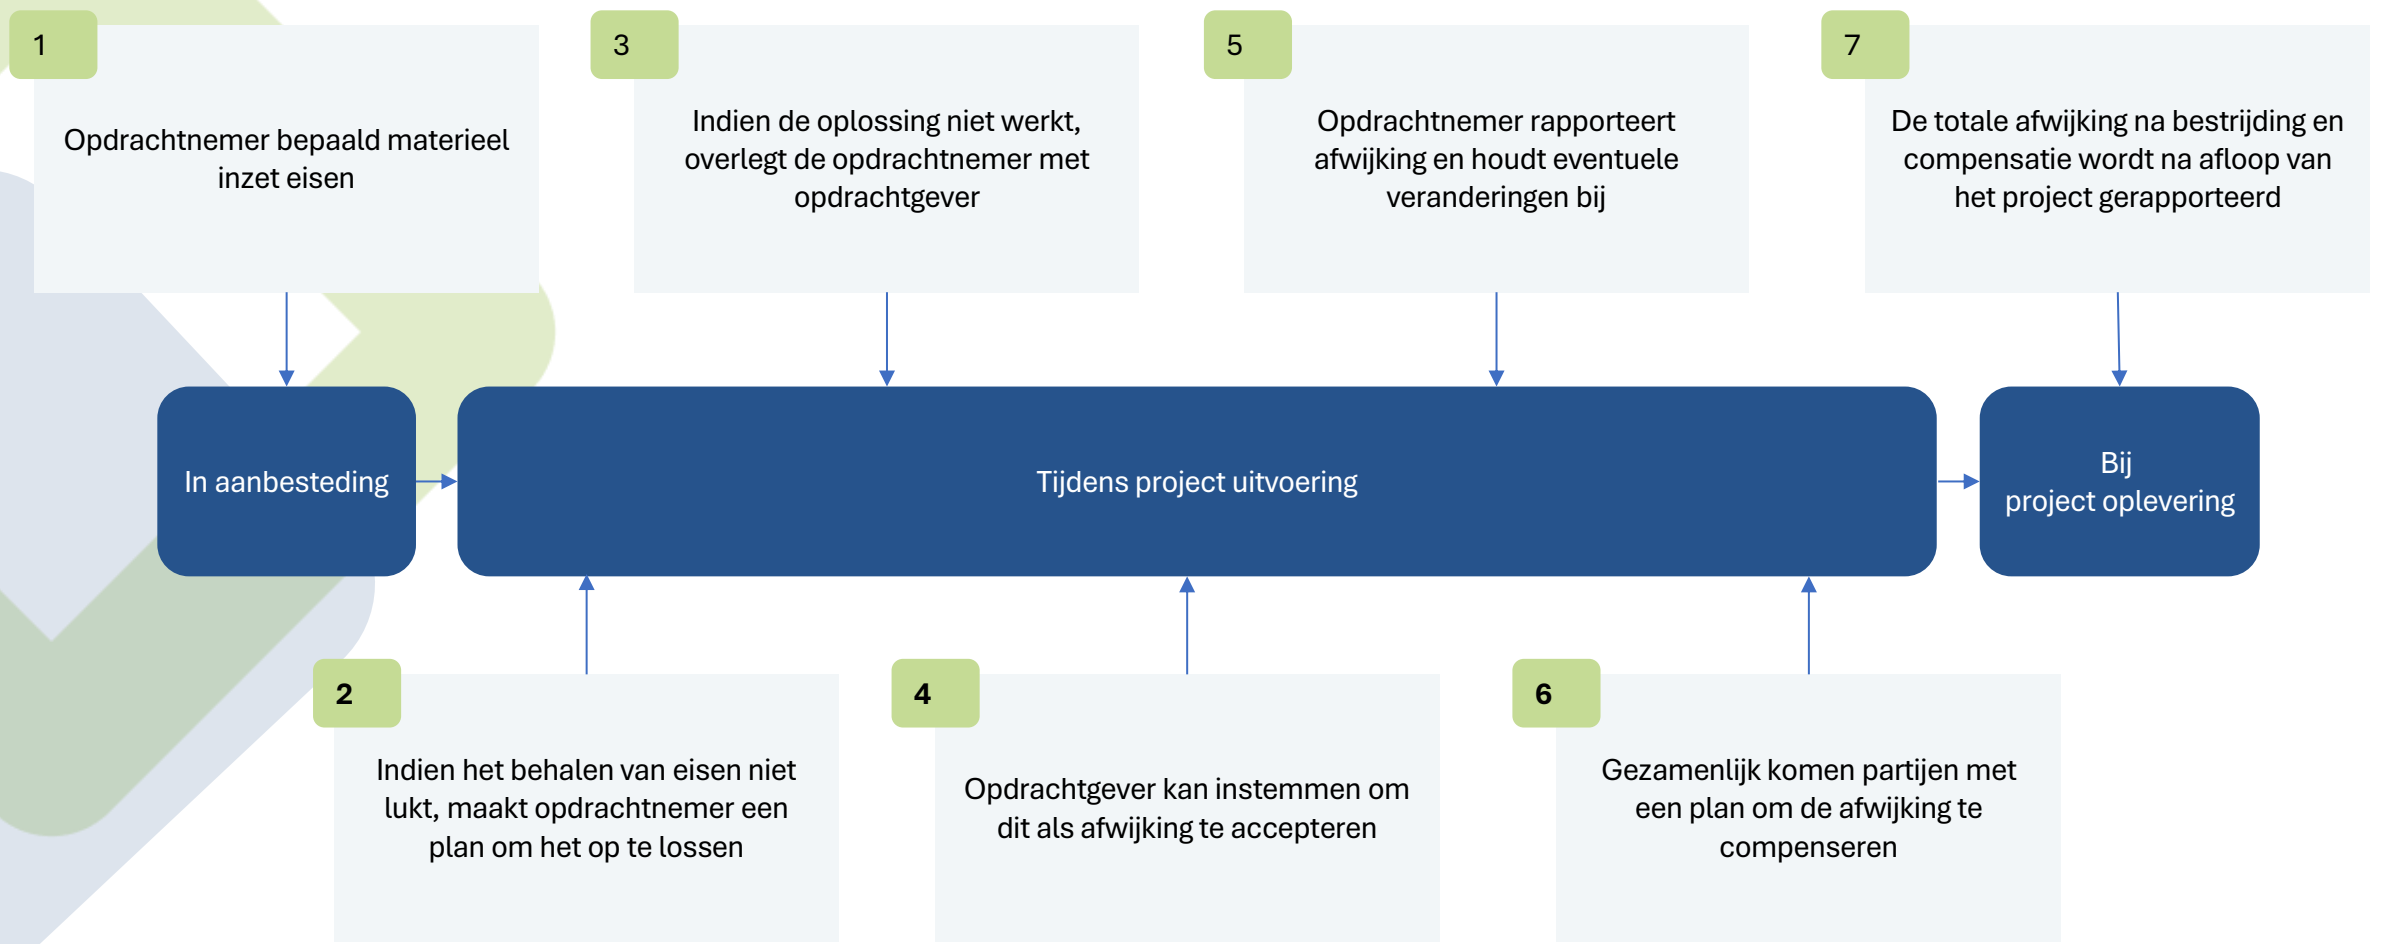 1
Opdrachtnemer bepaald materieel
inzet eisen
3
Indien de oplossing niet werkt,
overlegt de opdrachtnemer met
opdrachtgever
5
Opdrachtnemer rapporteert
afwijking en houdt eventuele
veranderingen bij
7
De totale afwijking na bestrijding en
compensatie wordt na afloop van
het project gerapporteerd
In aanbesteding
Tijdens project uitvoering
Bij
project oplevering
2
Indien het behalen van eisen niet
lukt, maakt opdrachtnemer een
plan om het op te lossen
4
Opdrachtgever kan instemmen om
dit als afwijking te accepteren
6
Gezamenlijk komen partijen met
een plan om de afwijking te
compenseren